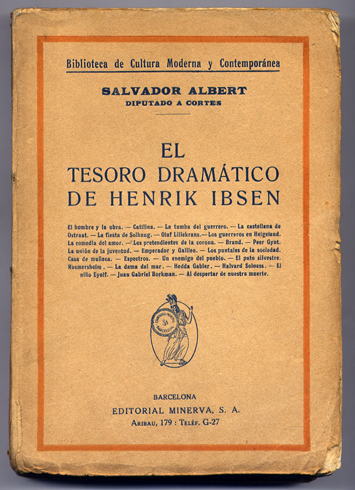 Biblioteca de Cultura Moderna y Contemporánea
SALVADOR ALBERT
DIPUTADO A CORTES
EL
TESORO DRAMÁTICO
DE HENRIK IBSEN
El hombre y la obra. — Catilina. — La tumba del guerrero. — La castellana de
Ostraat. — La fiesta de Solhaug. — Olaf Liliekrans. — Los guerreros en Helgeland.
La comedia del amor. — Los pretendientes de la corona. — Brand. — Peer Gynt.
La unión de la juventud. — Emperador y Galileo. — Los puntales de la sociedad.
Casa de muñeca. — Espectros. — Un enemigo del pueblo. — El pato silvestre.
Rosmersholm. — La dama del mar. — Hedda Gabler. — Halvard Solness. — El
niño Eyolf. — Juan Gabriel Borkman. — Al despertar de nuestra muerte.
BARCELONA
EDITORIAL MINERVA, S. A.
ARIBAU, 179 : TELÉF. G-27